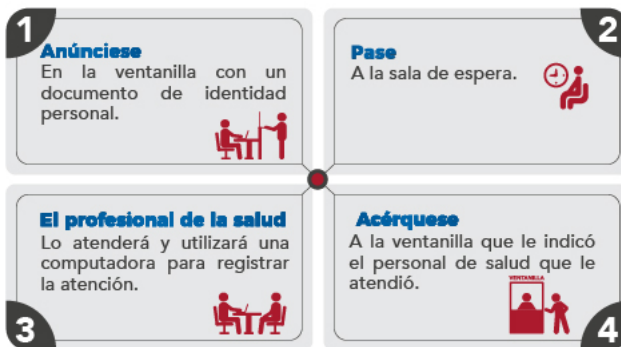 1
Anúnciese
En la ventanilla con un
documento de identidad
personal.
2
Pase
A la sala de espera.
3
El profesional de la salud
Lo atenderá y utilizará una
computadora para registrar
la atención.
4
Acérquese
A la ventanilla que le indicó
el personal de salud que le
atendió.
VENTANILLA